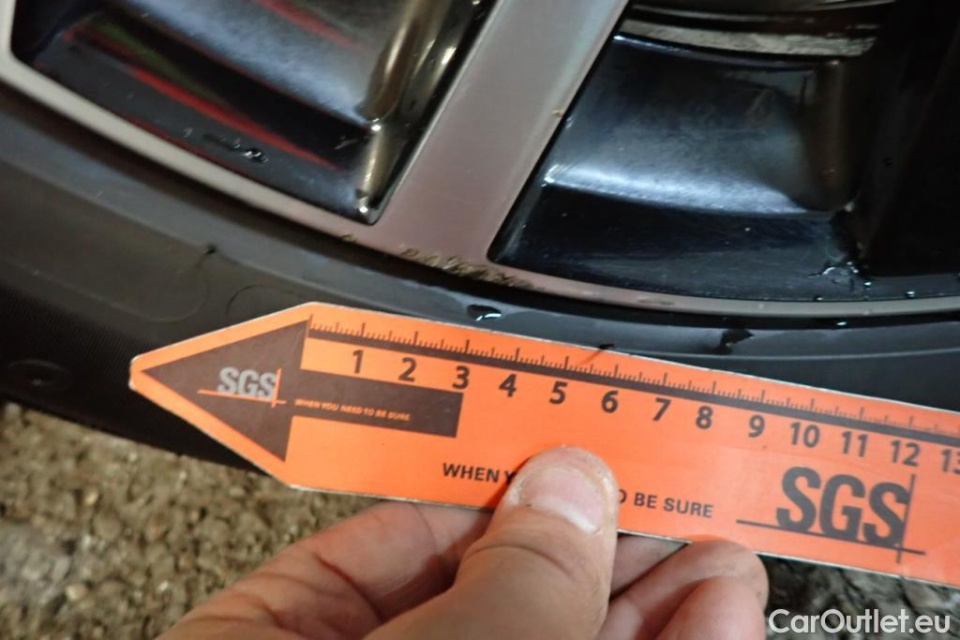 1 2 3 4 5 6 7 8 9 10 11 12 13
SGS
WHEN YOU NEED TO BE SURE
WHEN Y O BE SURE
SGS
CarOutlet.eu